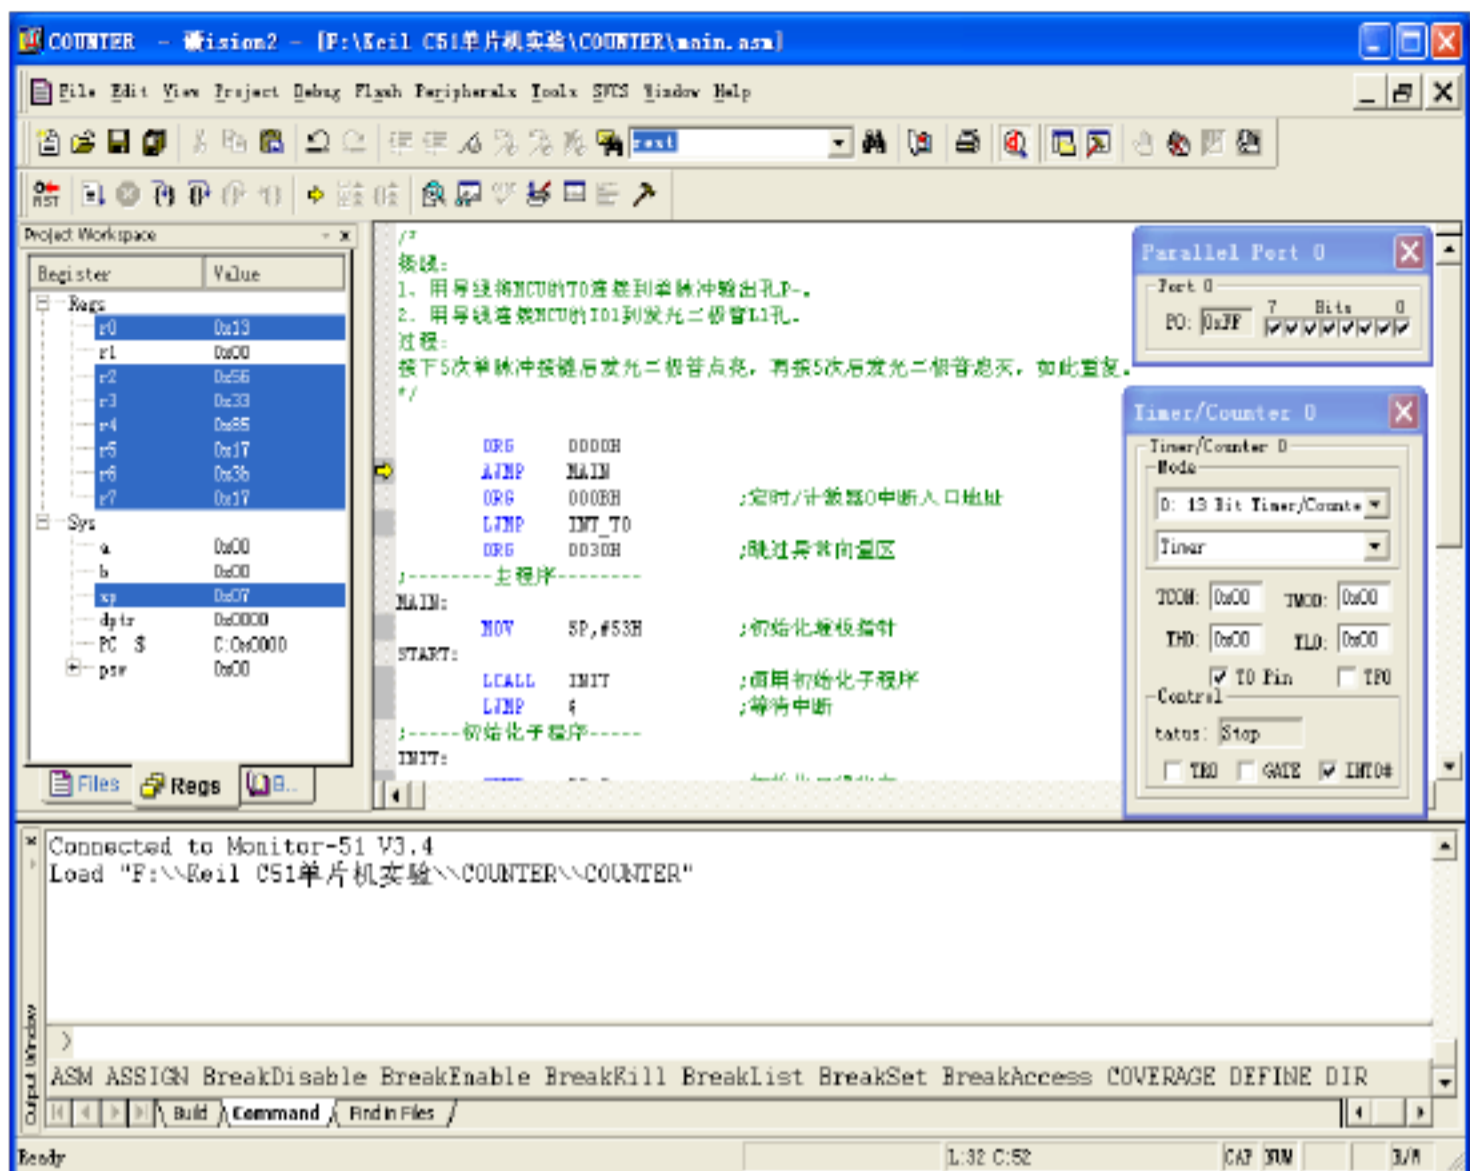 COUNTER - 霢ision2 - [F:\Keil C51单片机实验\COUNTER\main.asm]
File Edit View Project Debug Flash Peripherals Tools SVCS Window Help
RST
Project Workspace
Register Value
Regs
r0 0x13
r1 0x00
r2 0x56
r3 0x33
r4 0x85
r5 0x17
r6 0x3b
r7 0x17
Sys
a 0x00
b 0x00
sp 0x07
dptr 0x0000
PC $ C:0x0000
psw 0x00
Files Regs B...
/*
接线:
1、用导线将MCU的T0连接到单脉冲输出孔P-。
2、用导线连接MCU的IO1到发光二极管L1孔。
过程:
按下5次单脉冲按键后发光二极管点亮, 再按5次后发光二极管熄灭, 如此重复。
*/
ORG 0000H
AJMP MAIN
ORG 000BH ;定时/计数器0中断入口地址
LJMP INT_T0
ORG 0030H ;跳过异常向量区
;--------主程序--------
MAIN:
MOV SP,#53H ;初始化堆栈指针
START:
LCALL INIT ;调用初始化子程序
LJMP $ ;等待中断
;-----初始化子程序-----
INIT:
Parallel Port 0
Port 0
7 Bits 0
P0: 0xFF
Timer/Counter 0
Timer/Counter 0
Mode
0: 13 Bit Timer/Counte
Timer
TCON: 0x00 TMOD: 0x00
TH0: 0x00 TL0: 0x00
T0 Pin TF0
Control
tatus: Stop
TR0 GATE INT0#
Connected to Monitor-51 V3.4
Load "F:\\Keil C51单片机实验\\COUNTER\\COUNTER"
>
ASM ASSIGN BreakDisable BreakEnable BreakKill BreakList BreakSet BreakAccess COVERAGE DEFINE DIR
Output Window
Build Command Find in Files
Ready L:32 C:52 CAP NUM R/W